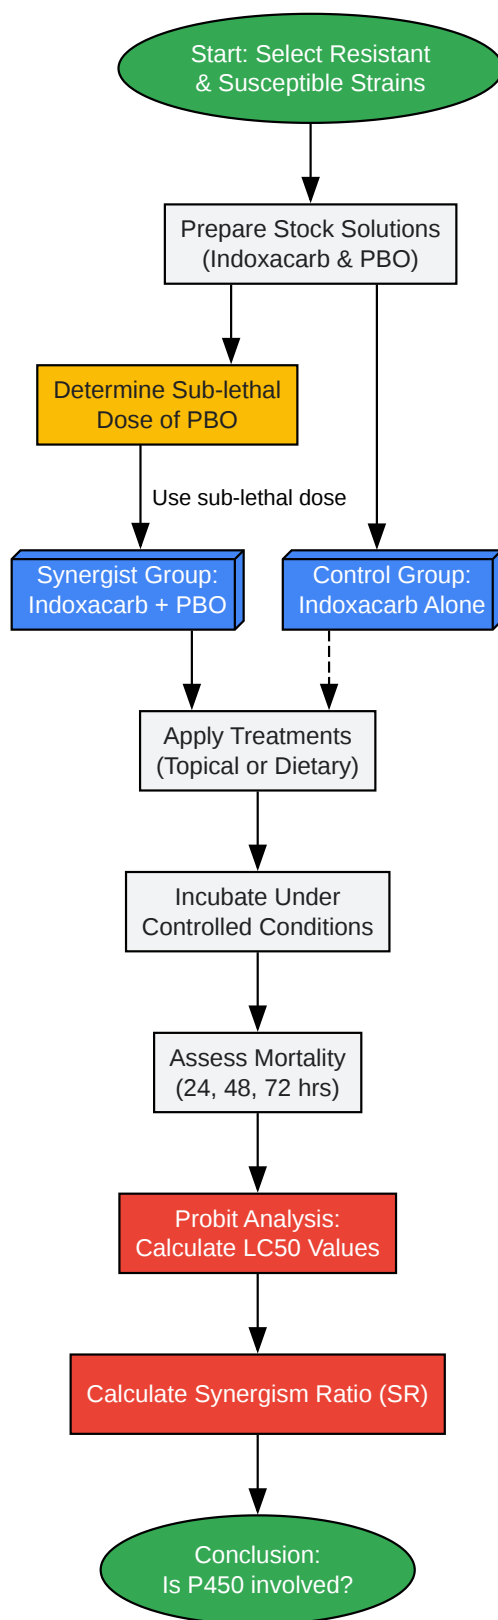 Start: Select Resistant
& Susceptible Strains
Prepare Stock Solutions
(Indoxacarb & PBO)
Determine Sub-lethal
Dose of PBO
Use sub-lethal dose
Synergist Group:
Indoxacarb + PBO
Control Group:
Indoxacarb Alone
Apply Treatments
(Topical or Dietary)
Incubate Under
Controlled Conditions
Assess Mortality
(24, 48, 72 hrs)
Probit Analysis:
Calculate LC50 Values
Calculate Synergism Ratio (SR)
Conclusion:
Is P450 involved?